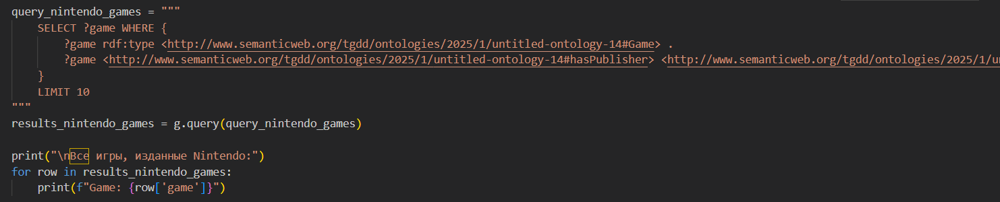 query_nintendo_games = """
    SELECT ?game WHERE {
        ?game rdf:type <http://www.semanticweb.org/tgdd/ontologies/2025/1/untitled-ontology-14#Game> .
        ?game <http://www.semanticweb.org/tgdd/ontologies/2025/1/untitled-ontology-14#hasPublisher> <http://www.semanticweb.org/tgdd/ontologies/2025/1/u
    }
    LIMIT 10
"""
results_nintendo_games = g.query(query_nintendo_games)
print("\nВсе игры, изданные Nintendo:")
for row in results_nintendo_games:
    print(f"Game: {row['game']}")